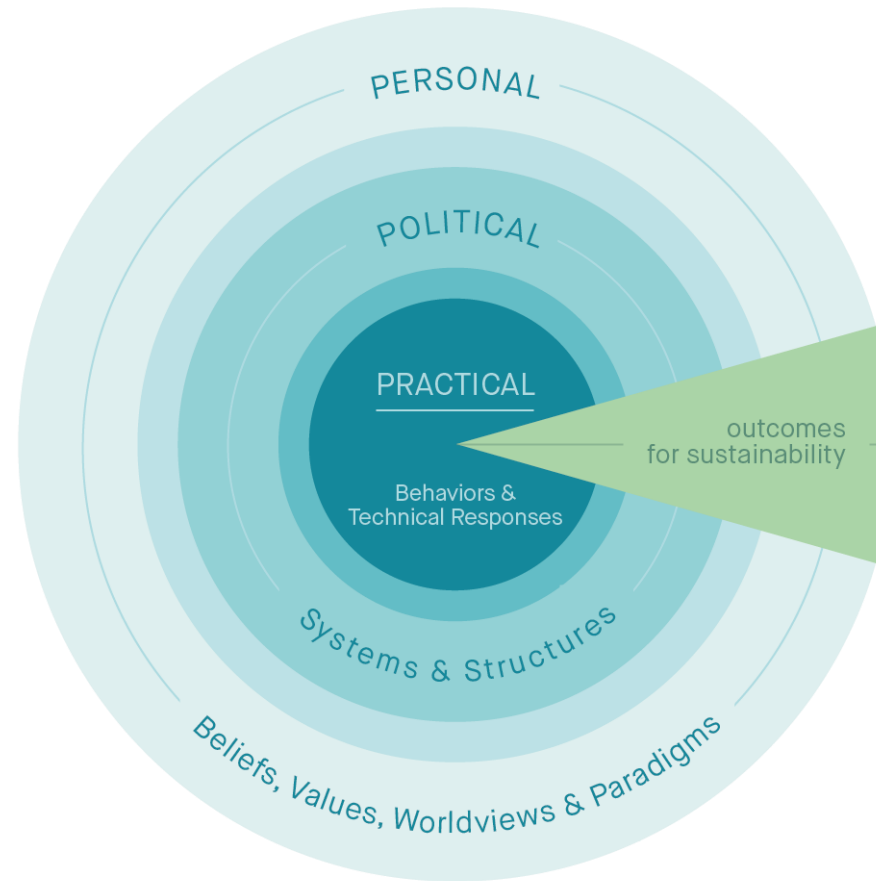 PERSONAL
POLITICAL
PRACTICAL
outcomes
for sustainability
Behaviors &
Technical Responses
Systems & Structures
Beliefs, Values, Worldviews & Paradigms